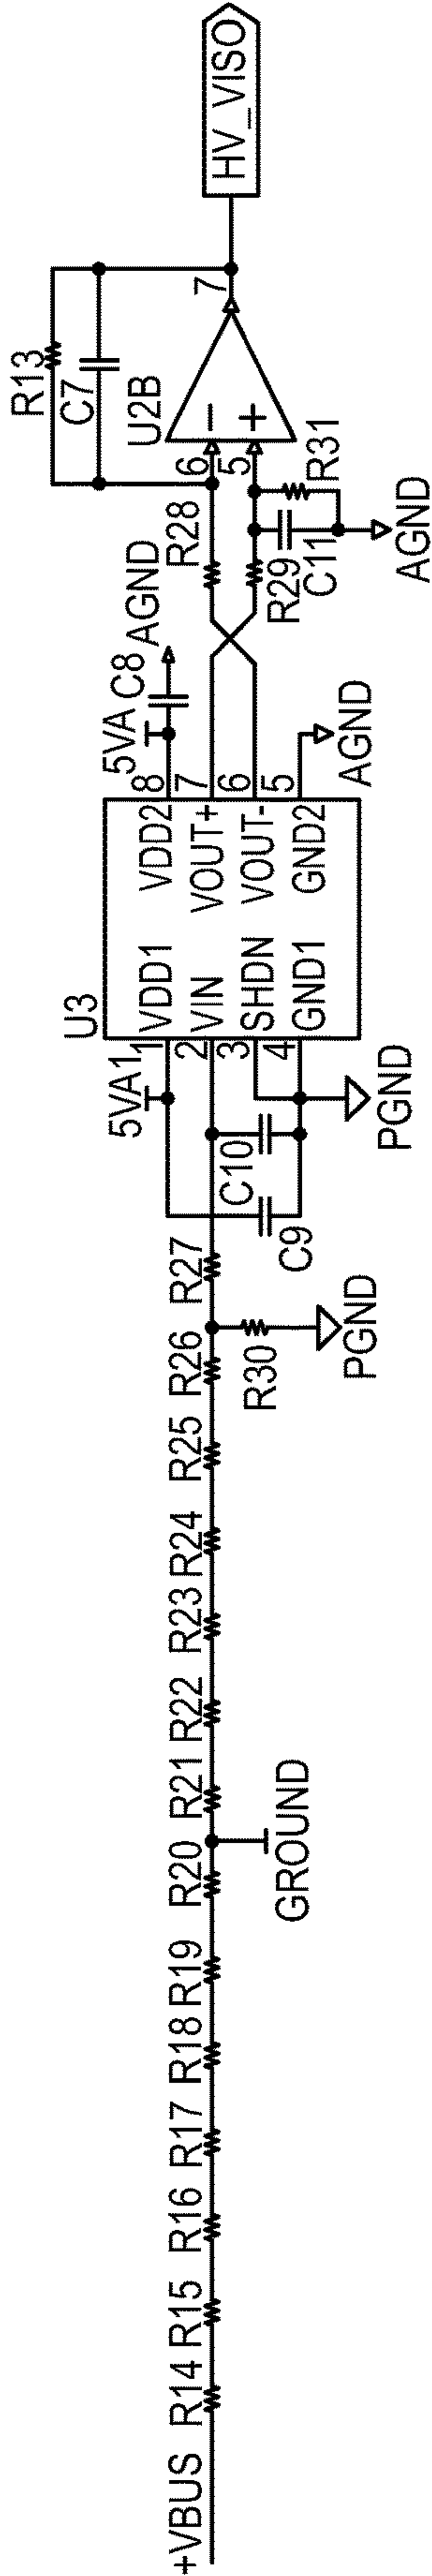 +VBUS
R14
R15
R16
R17
R18
R19
R20
GROUND
R21
R22
R23
R24
R25
R26
R30
PGND
R27
C9
C10
5VA1
PGND
U3
1
VDD1
2
VIN
3
SHDN
4
GND1
VDD2
8
VOUT+
7
VOUT-
6
GND2
5
5VA
C8
AGND
AGND
R28
R29
C11
R31
AGND
R13
C7
U2B
6
-
5
+
7
HV_VISO